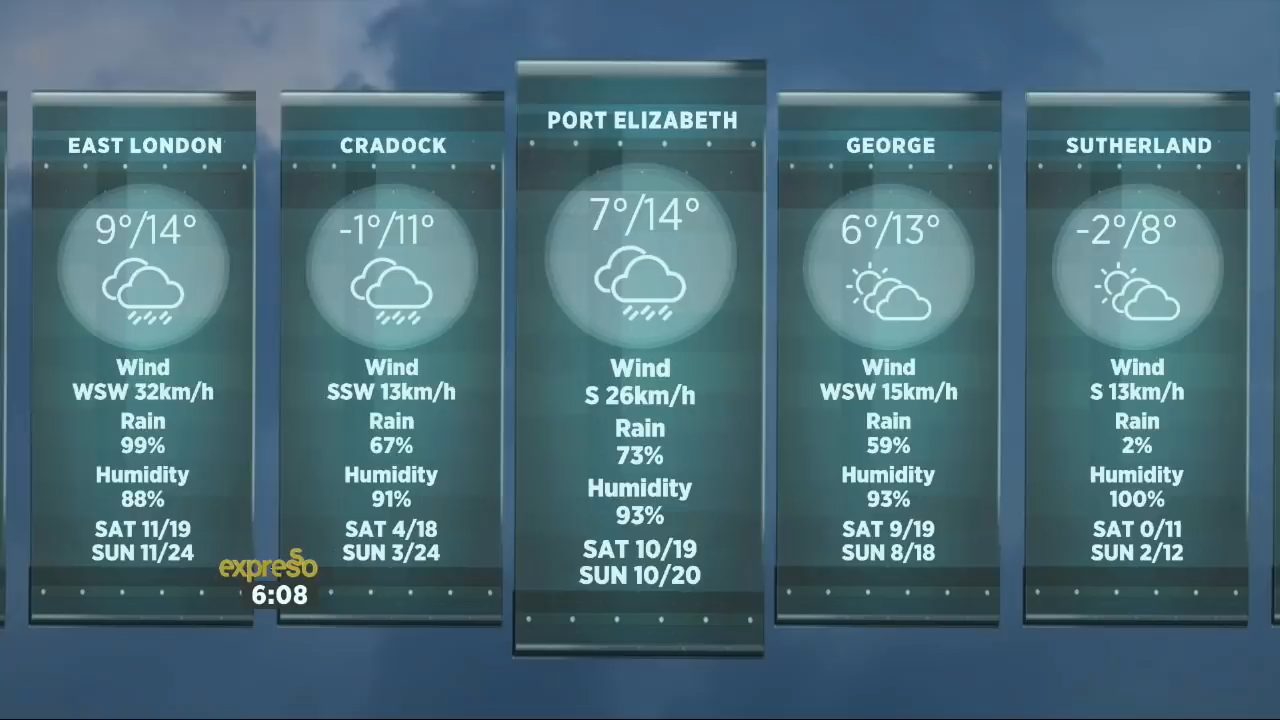 EAST LONDON
9°/14°
Wind
WSW 32km/h
Rain
99%
Humidity
88%
SAT 11/19
SUN 11/24
CRADOCK
-1°/11°
Wind
SSW 13km/h
Rain
67%
Humidity
91%
SAT 4/18
SUN 3/24
PORT ELIZABETH
7°/14°
Wind
S 26km/h
Rain
73%
Humidity
93%
SAT 10/19
SUN 10/20
GEORGE
6°/13°
Wind
WSW 15km/h
Rain
59%
Humidity
93%
SAT 9/19
SUN 8/18
SUTHERLAND
-2°/8°
Wind
S 13km/h
Rain
2%
Humidity
100%
SAT 0/11
SUN 2/12
expresso
6:08